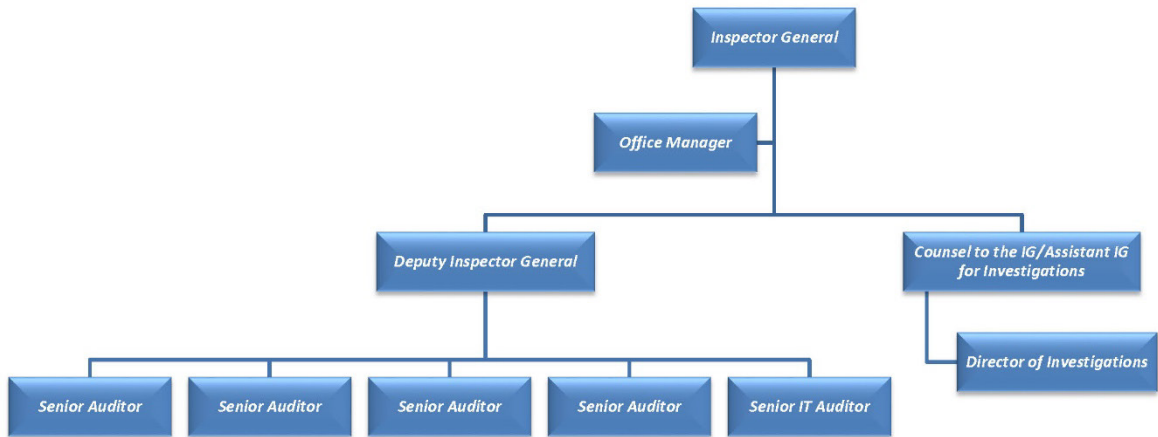 Inspector General
Office Manager
Deputy Inspector General
Counsel to the IG/Assistant IG
for Investigations
Director of Investigations
Senior Auditor
Senior Auditor
Senior Auditor
Senior Auditor
Senior IT Auditor